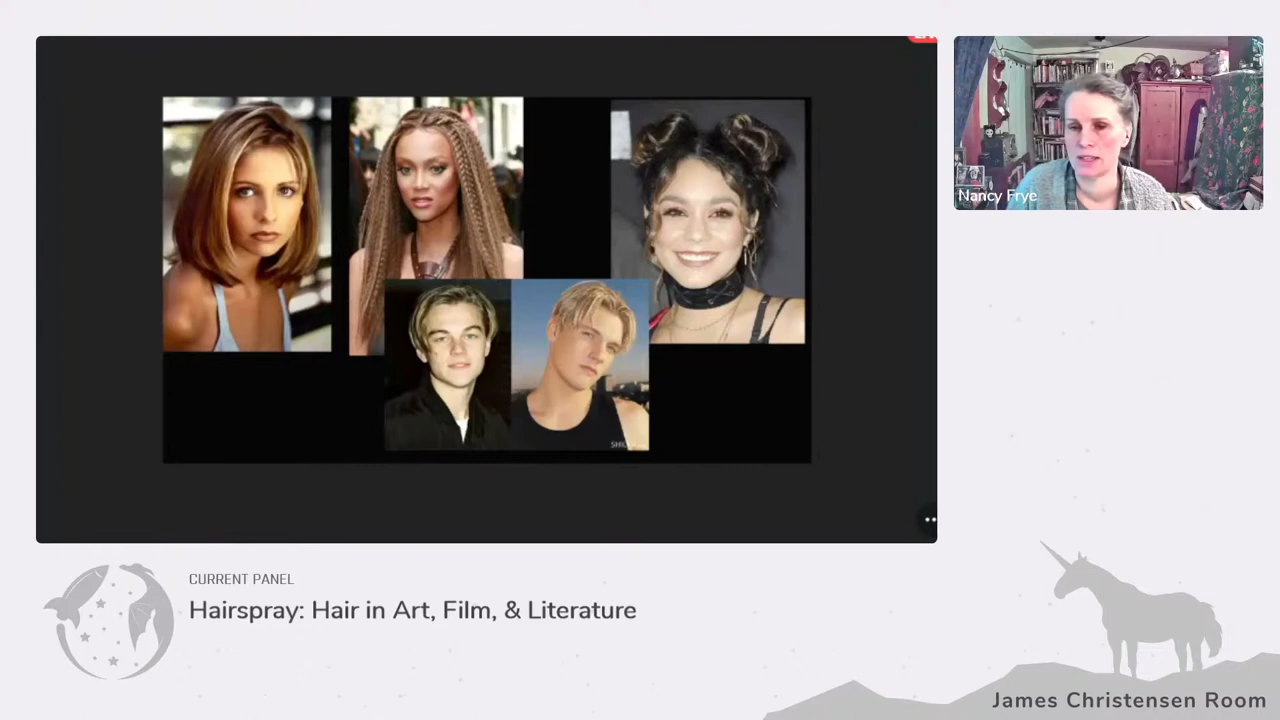 Nancy Frye
CURRENT PANEL
Hairspray: Hair in Art, Film, & Literature
James Christensen Room